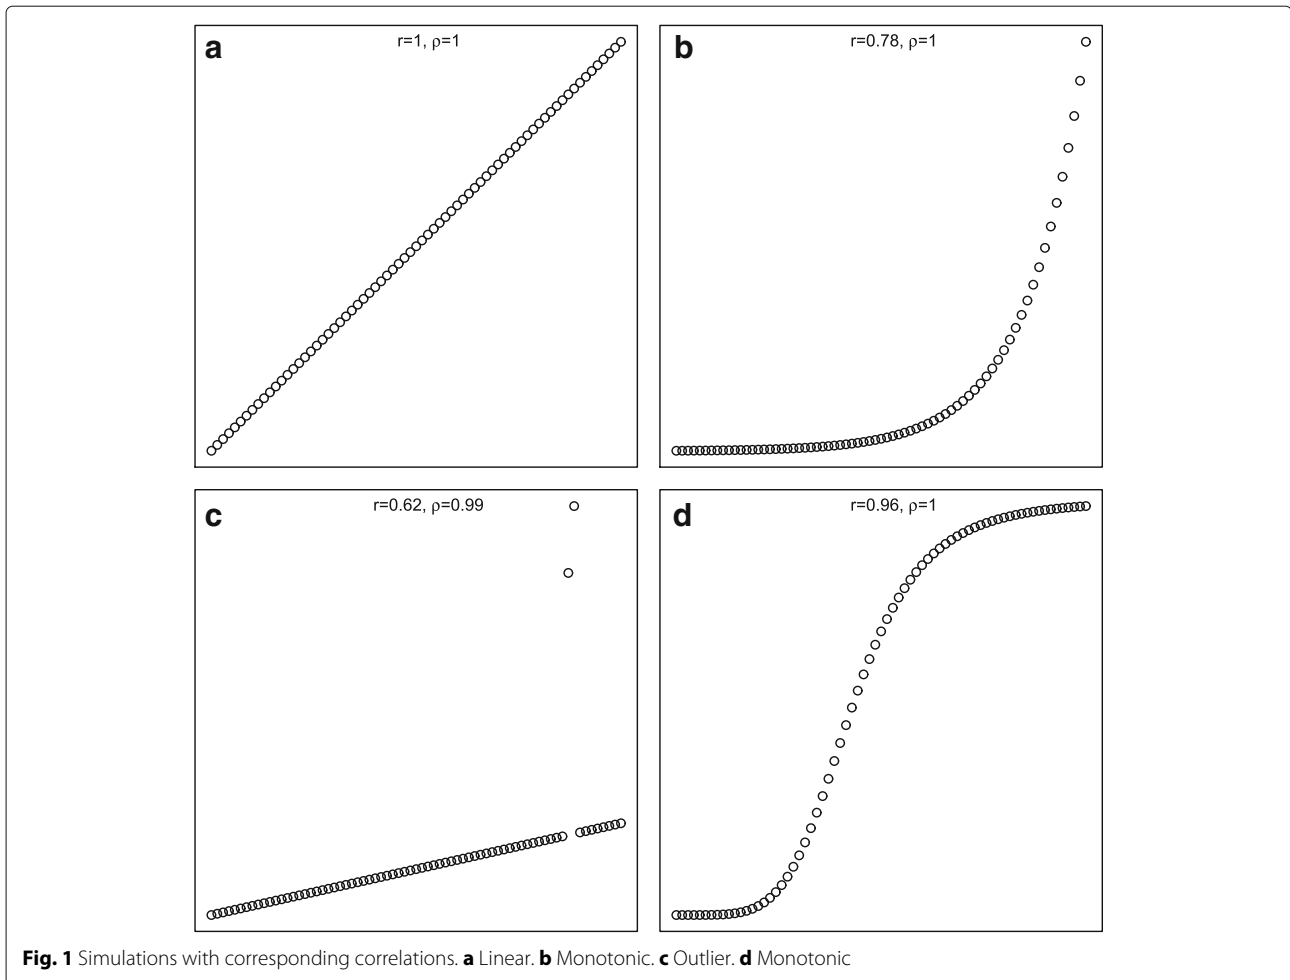 a
r=1, ρ=1
b
r=0.78, ρ=1
c
r=0.62, ρ=0.99
d
r=0.96, ρ=1
Fig. 1 Simulations with corresponding correlations. a Linear. b Monotonic. c Outlier. d Monotonic